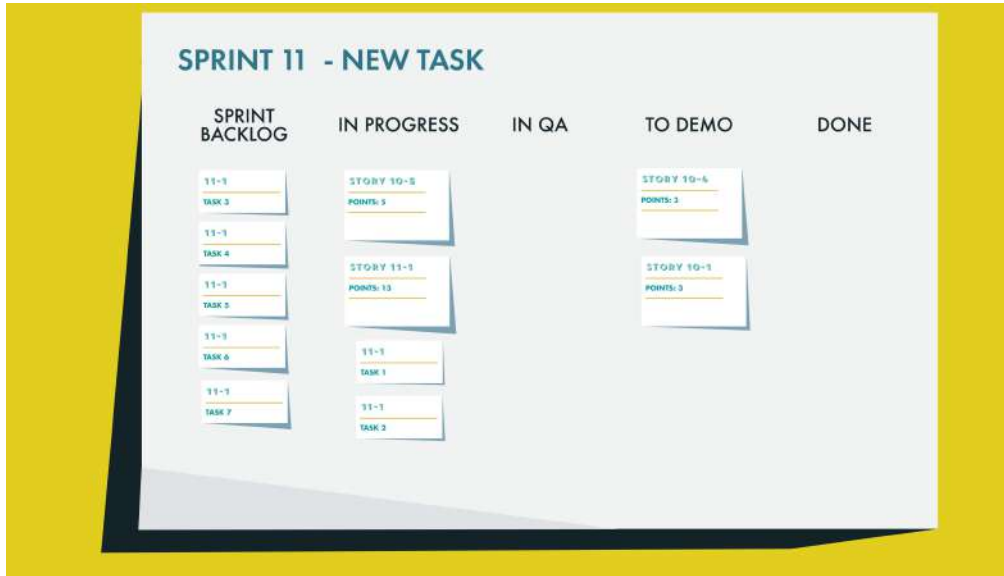 SPRINT 11 - NEW TASK
SPRINT
BACKLOG
IN PROGRESS
IN QA
TO DEMO
DONE
11-1
TASK 3
11-1
TASK 4
11-1
TASK 5
11-1
TASK 6
11-1
TASK 7
STORY 10-5
POINTS: 5
STORY 11-1
POINTS: 13
11-1
TASK 1
11-1
TASK 2
STORY 10-4
POINTS: 3
STORY 10-1
POINTS: 3